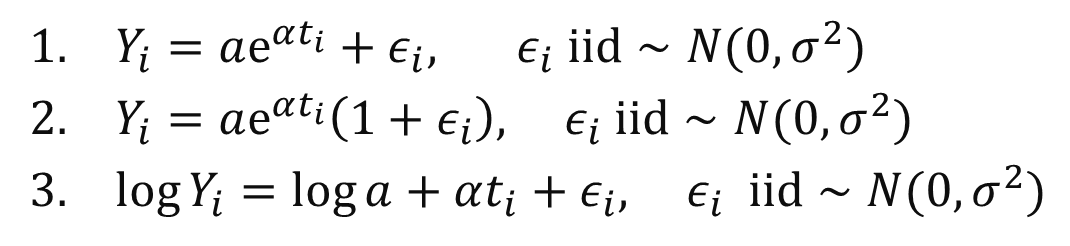 1. Yᵢ = ae^{αtᵢ} + ϵᵢ, ϵᵢ iid ~ N(0, σ²)
2. Yᵢ = ae^{αtᵢ}(1 + ϵᵢ), ϵᵢ iid ~ N(0, σ²)
3. log Yᵢ = log a + αtᵢ + ϵᵢ, ϵᵢ iid ~ N(0, σ²)